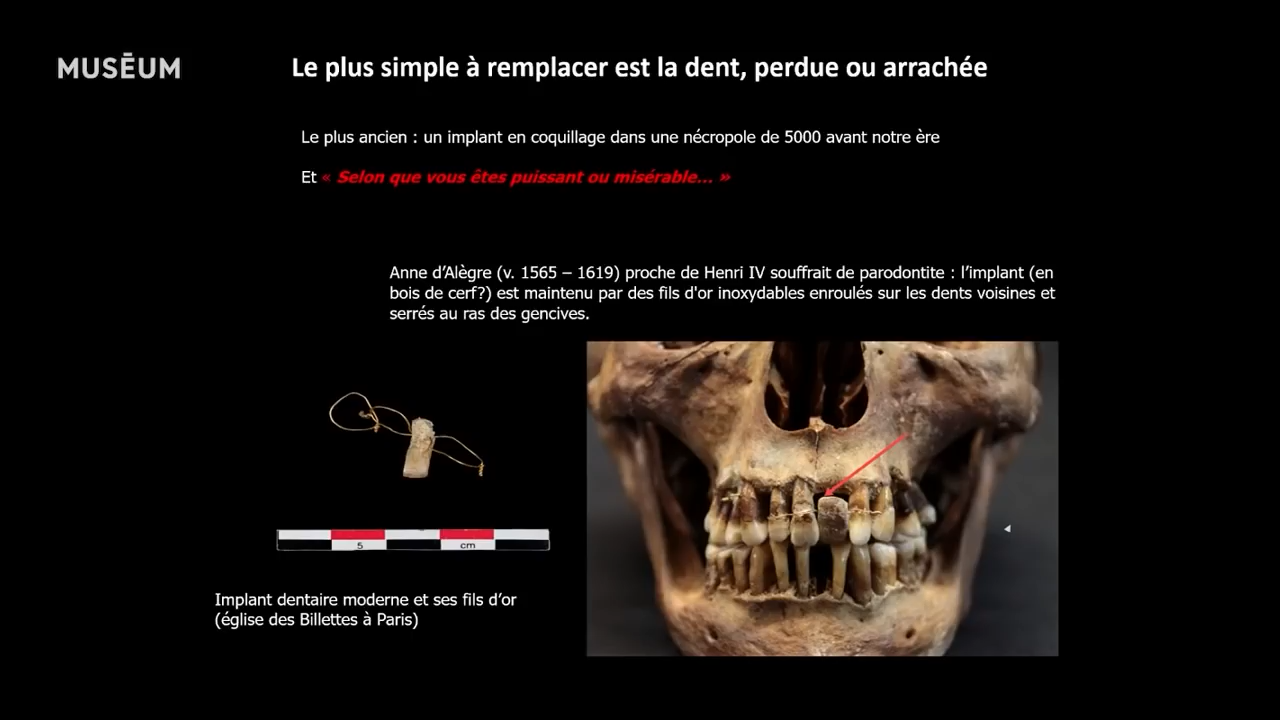 MUSĒUM
Le plus simple à remplacer est la dent, perdue ou arrachée
Le plus ancien : un implant en coquillage dans une nécropole de 5000 avant notre ère
Et « Selon que vous êtes puissant ou misérable... »
Anne d'Alègre (v. 1565 – 1619) proche de Henri IV souffrait de parodontite : l'implant (en
bois de cerf?) est maintenu par des fils d'or inoxydables enroulés sur les dents voisines et
serrés au ras des gencives.
5 cm
Implant dentaire moderne et ses fils d'or
(église des Billettes à Paris)